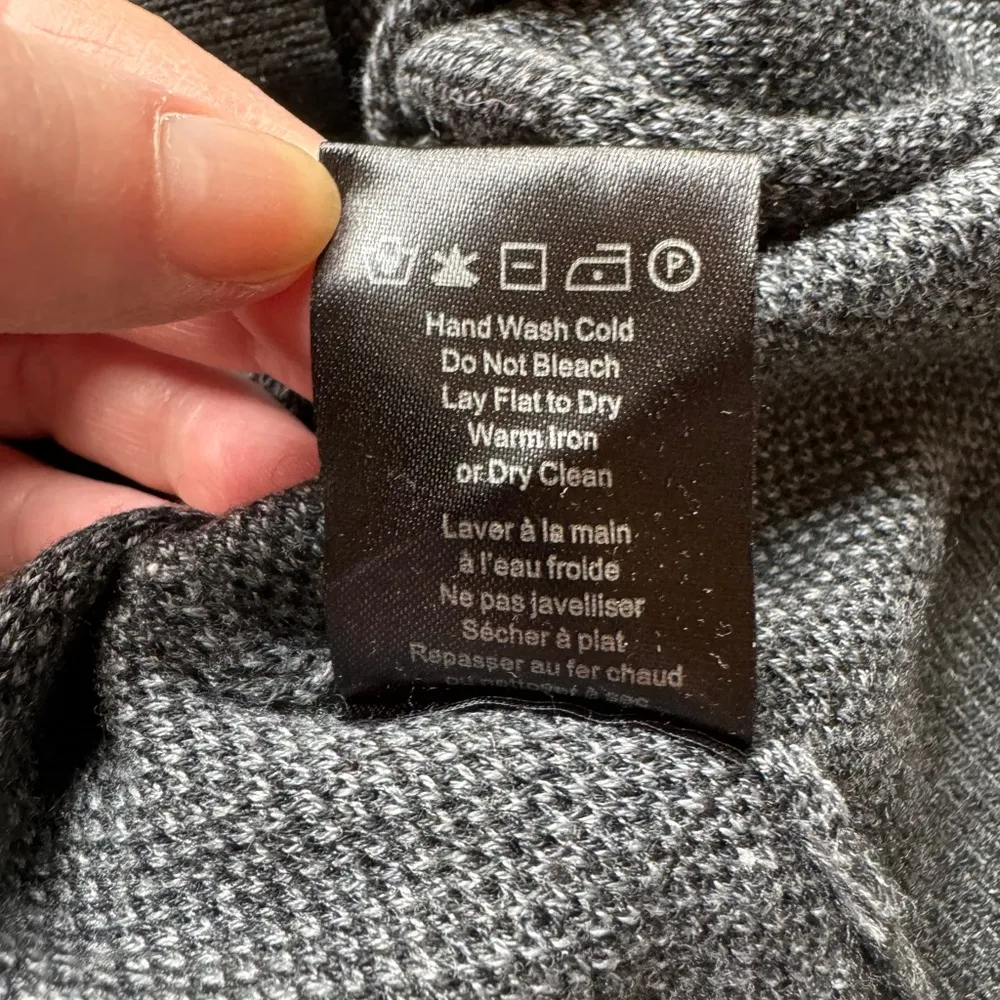 P
Hand Wash Cold
Do Not Bleach
Lay Flat to Dry
Warm Iron
or Dry Clean
Laver à la main
à l'eau froide
Ne pas javelliser
Sécher à plat
Repasser au fer chaud